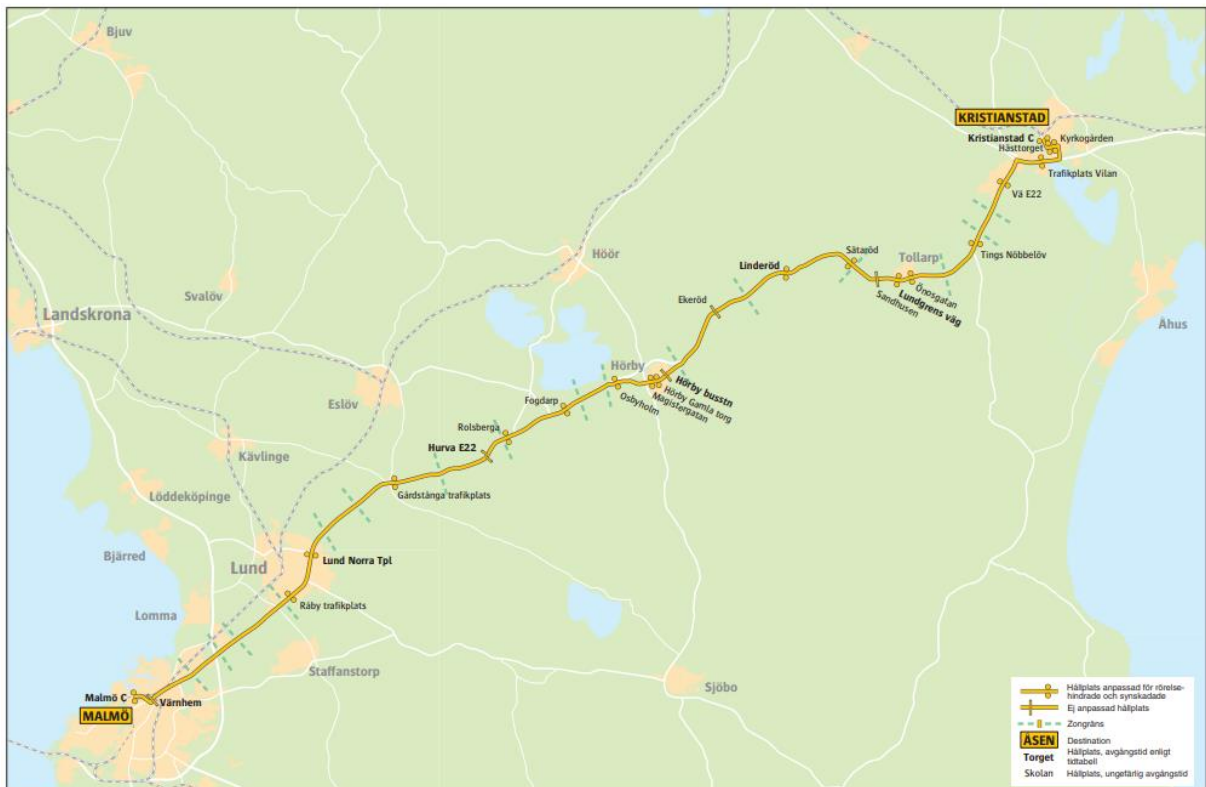 Bjuv
KRISTIANSTAD
Kristianstad C
Kyrkogården
Hästtorget
Trafikplats Vilan
Vä E22
Höör
Linderöd
Sätaröd
Tollarp
Tings Nöbbelöv
Önosgatan
Lundgrens väg
Sandhusen
Svalöv
Ekeröd
Landskrona
Åhus
Hörby
Hörby busstn
Hörby Gamla torg
Magistergatan
Osbyholm
Eslöv
Fogdarp
Rolsberga
Hurva E22
Kävlinge
Gårdstånga trafikplats
Löddeköpinge
Bjärred
Lund
Lund Norra Tpl
Råby trafikplats
Lomma
Staffanstorp
Sjöbo
Malmö C
Värnhem
MALMÖ
Hållplats anpassad för rörelse-
hindrade och synskadade
Ej anpassad hållplats
Zongräns
ÅSEN Destination
Torget Hållplats, avgångstid enligt
tidtabell
Skolan Hållplats, ungefärlig avgångstid